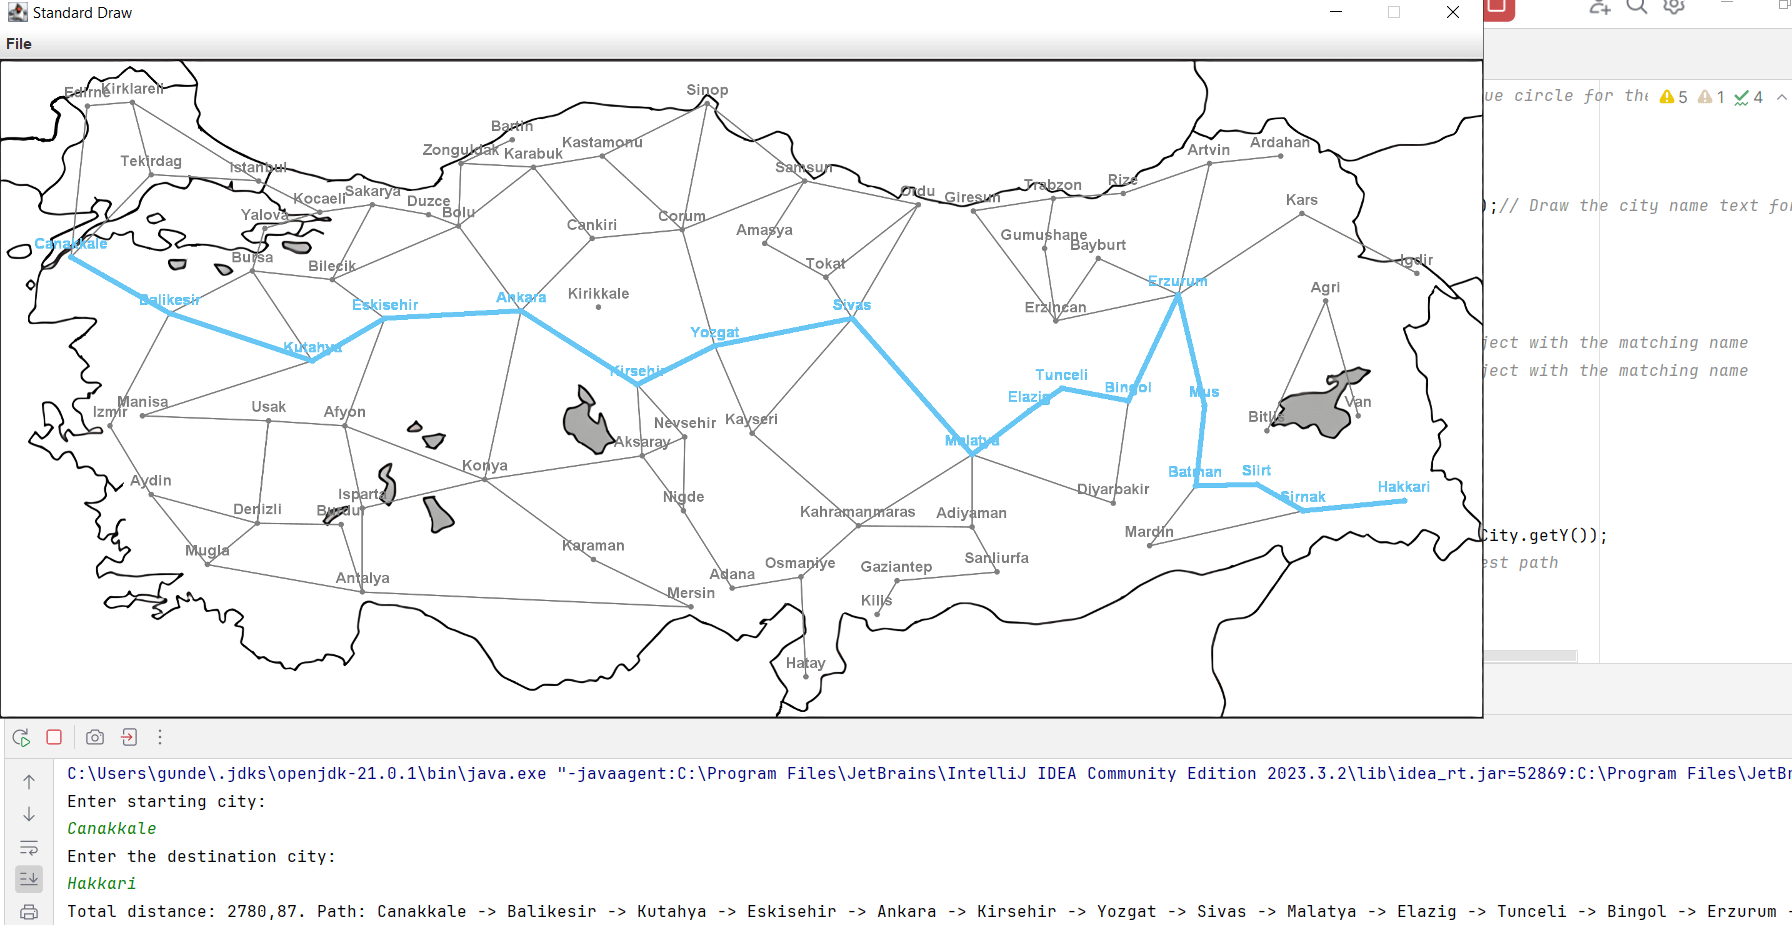 Standard Draw
File
Edirne
Kirklareli
Sinop
Bartin
Kastamonu
Zonguldak
Karabuk
Artvin
Ardahan
Tekirdag
istanbul
Samsun
Kocaeli
Sakarya
Duzce
Bolu
Ordu
Giresun
Trabzon
Rize
Kars
Yalova
Cankiri
Corum
Amasya
Gumushane
Bayburt
Canakkale
Bursa
Bilecik
Tokat
Igdir
Balikesir
Eskisehir
Ankara
Kirikkale
Sivas
Erzincan
Erzurum
Agri
Kutahya
Yozgat
Kirsehir
Tunceli
Elazig
Bingol
Mus
Izmir
Manisa
Usak
Afyon
Nevsehir
Kayseri
Bitlis
Van
Aksaray
Malatya
Aydin
Konya
Batman
Siirt
Denizli
Isparta
Burdur
Nigde
Diyarbakir
Sirnak
Hakkari
Kahramanmaras
Adiyaman
Mugla
Karaman
Mardin
Antalya
Mersin
Adana
Osmaniye
Gaziantep
Sanliurfa
Kilis
Hatay
ue circle for the
5
1
4
);// Draw the city name text for
ject with the matching name
ject with the matching name
City.getY());
est path
C:\Users\gunde\.jdks\openjdk-21.0.1\bin\java.exe "-javaagent:C:\Program Files\JetBrains\IntelliJ IDEA Community Edition 2023.3.2\lib\idea_rt.jar=52869:C:\Program Files\JetB
Enter starting city:
Canakkale
Enter the destination city:
Hakkari
Total distance: 2780,87. Path: Canakkale -> Balikesir -> Kutahya -> Eskisehir -> Ankara -> Kirsehir -> Yozgat -> Sivas -> Malatya -> Elazig -> Tunceli -> Bingol -> Erzurum -